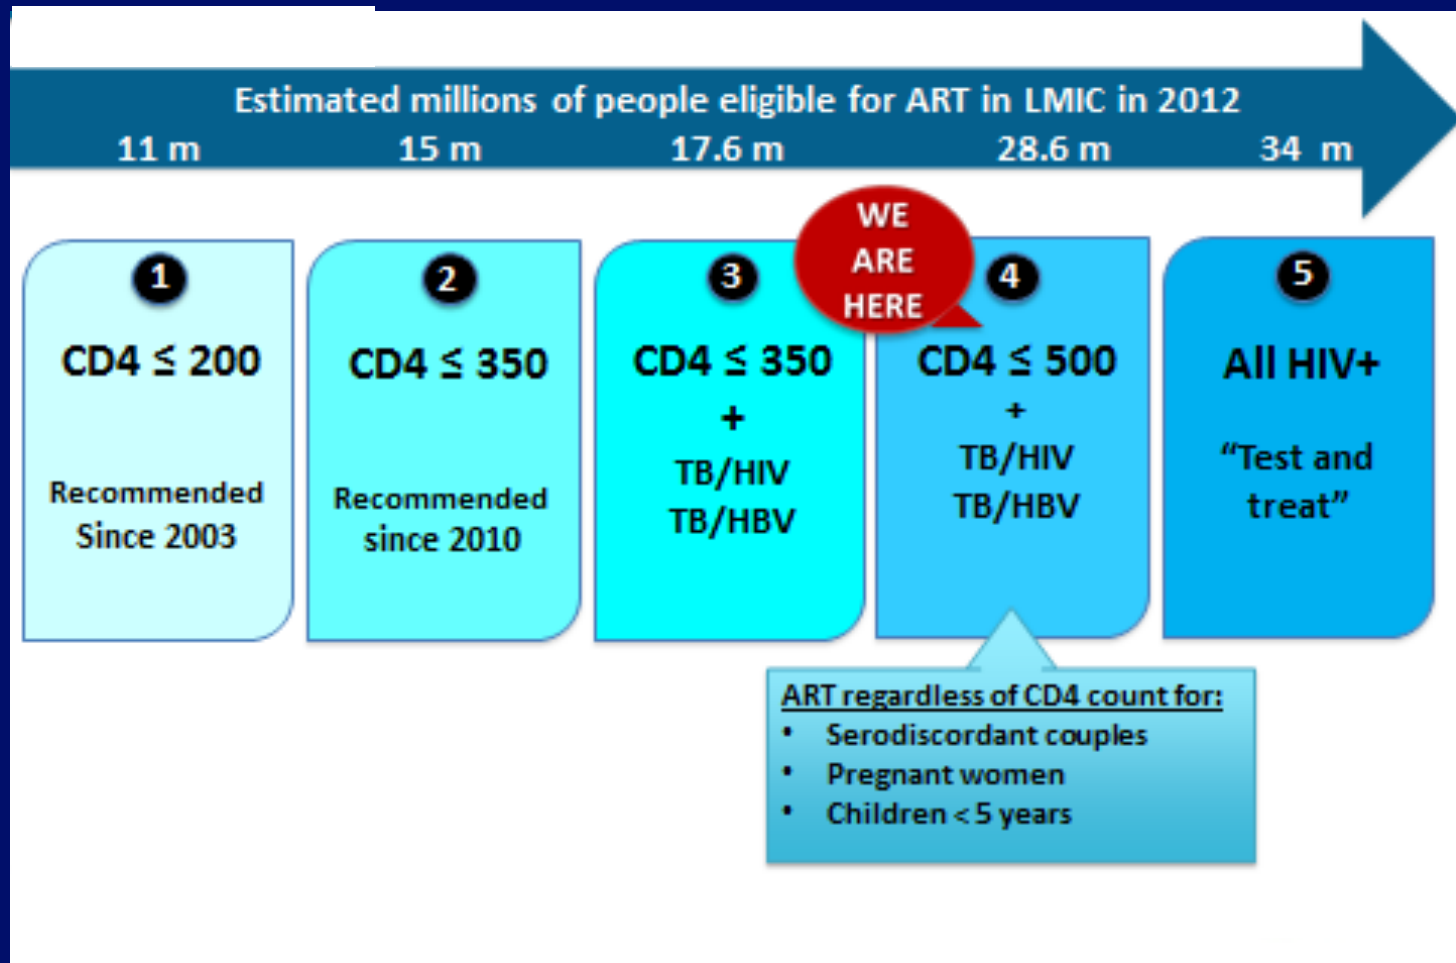 Estimated millions of people eligible for ART in LMIC in 2012
11 m 15 m 17.6 m 28.6 m 34 m
WE
ARE
HERE
1
CD4 ≤ 200
Recommended
Since 2003
2
CD4 ≤ 350
Recommended
since 2010
3
CD4 ≤ 350
+
TB/HIV
TB/HBV
4
CD4 ≤ 500
+
TB/HIV
TB/HBV
5
All HIV+
“Test and
treat”
ART regardless of CD4 count for:
• Serodiscordant couples
• Pregnant women
• Children < 5 years